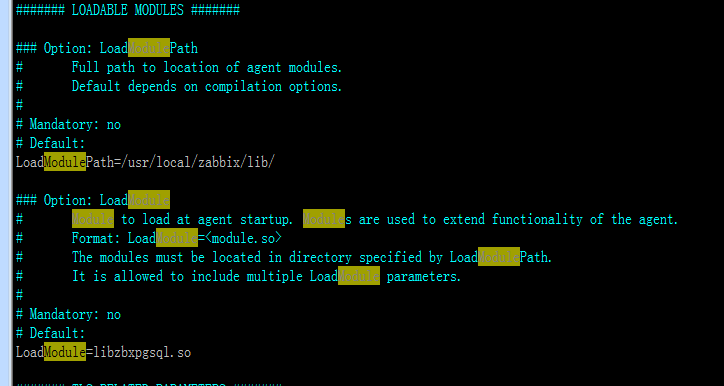 ####### LOADABLE MODULES #######
### Option: LoadModulePath
#       Full path to location of agent modules.
#       Default depends on compilation options.
#
# Mandatory: no
# Default:
LoadModulePath=/usr/local/zabbix/lib/
### Option: LoadModule
#       Module to load at agent startup. Modules are used to extend functionality of the agent.
#       Format: LoadModule=<module.so>
#       The modules must be located in directory specified by LoadModulePath.
#       It is allowed to include multiple LoadModule parameters.
#
# Mandatory: no
# Default:
LoadModule=libzbxpgsql.so
####### TLS-RELATED PARAMETERS #######